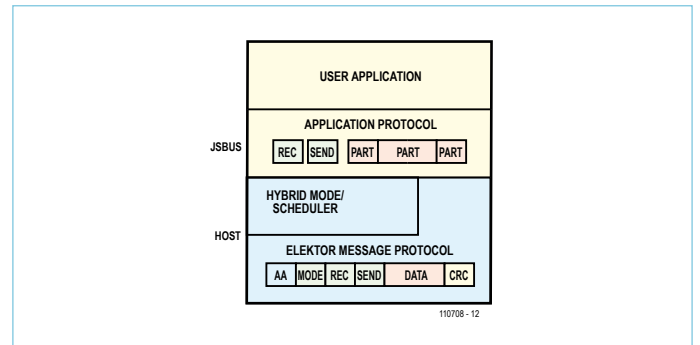 USER APPLICATION
APPLICATION PROTOCOL
JSBUS
REC SEND PART PART PART
HYBRID MODE/
SCHEDULER
HOST
ELEKTOR MESSAGE PROTOCOL
AA MODE REC SEND DATA CRC
110708 - 12